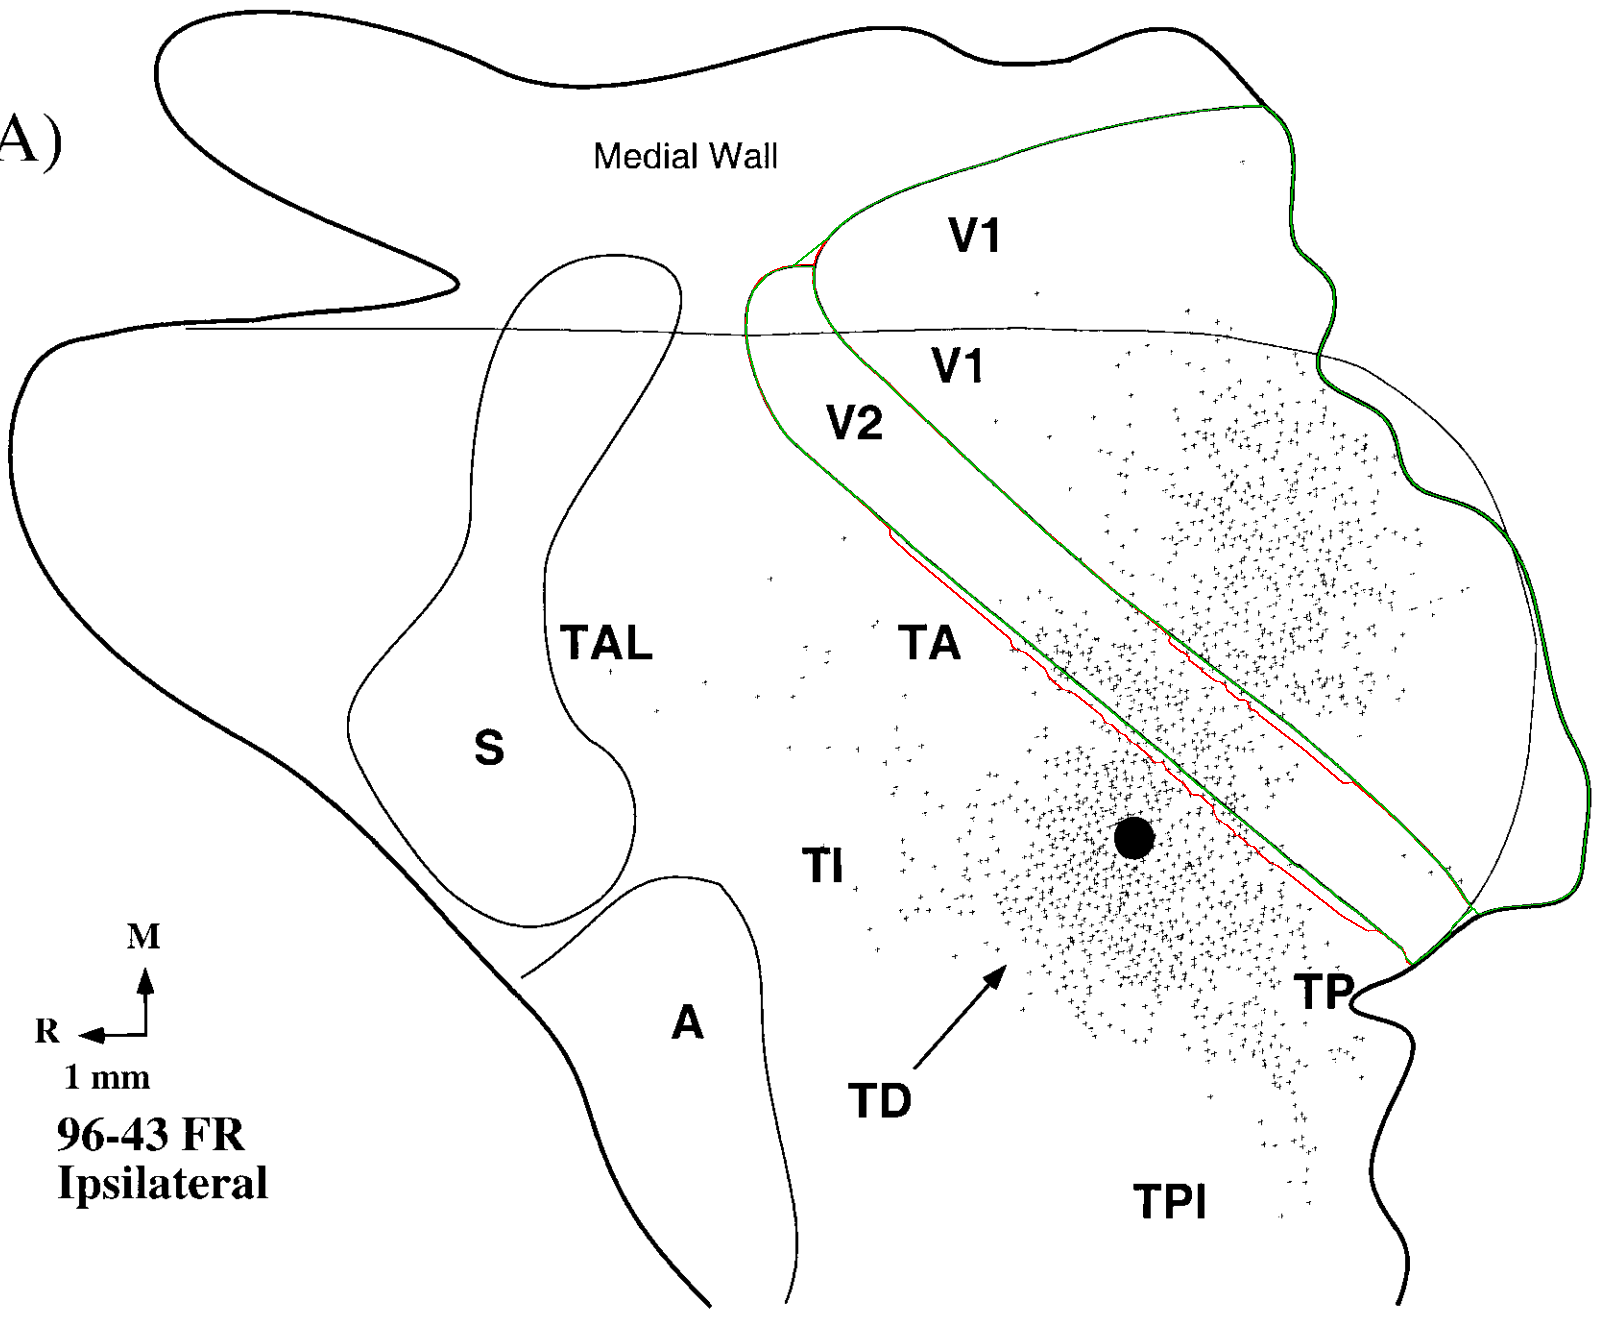 A)
Medial Wall
V1
V1
V2
TAL
TA
S
TI
M
R
1 mm
A
TP
TD
96-43 FR
Ipsilateral
TPI